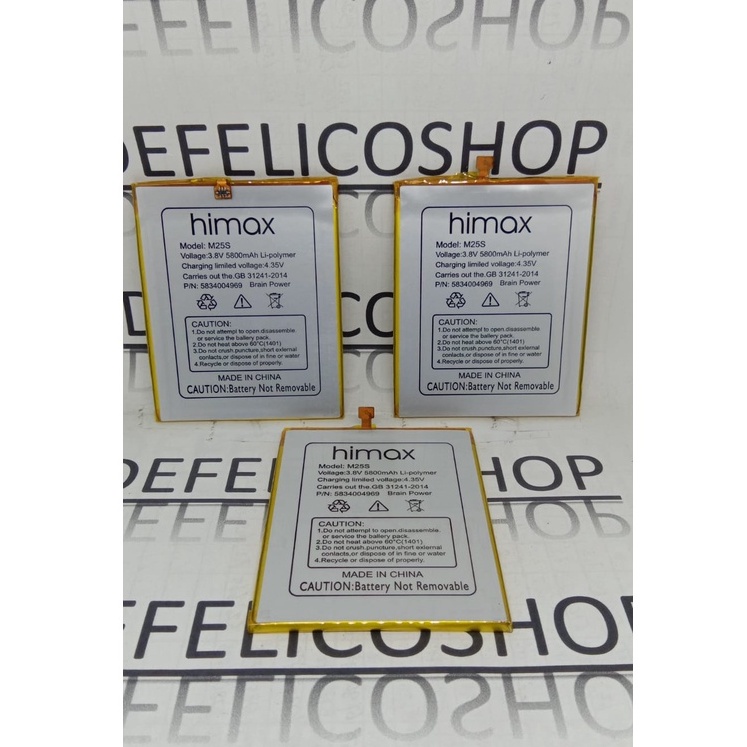 DEFELICOSHOP
DEFELICOSHOP
himax
Model: M25S
Voltage:3.8V 5800mAh Li-polymer
Charging limited voltage:4.35V
Carries out the.GB 31241-2014
P/N: 5834004969 Brain Power
CAUTION:
1.Do not attempt to open.disassemble
or service the battery pack.
2.Do not heat above 60°C(1401)
3.Do not crush,puncture,short external
contacts,or dispose of in fine or water
4.Recycle or dispose of properly.
MADE IN CHINA
CAUTION:Battery Not Removable
himax
Model: M25S
Voltage:3.8V 5800mAh Li-polymer
Charging limited voltage:4.35V
Carries out the.GB 31241-2014
P/N: 5834004969 Brain Power
CAUTION:
1.Do not attempt to open.disassemble
or service the battery pack.
2.Do not heat above 60°C(1401)
3.Do not crush,puncture,short external
contacts,or dispose of in fine or water
4.Recycle or dispose of properly.
MADE IN CHINA
CAUTION:Battery Not Removable
himax
Model: M25S
Voltage:3.8V 5800mAh Li-polymer
Charging limited voltage:4.35V
Carries out the.GB 31241-2014
P/N: 5834004969 Brain Power
CAUTION:
1.Do not attempt to open.disassemble
or service the battery pack.
2.Do not heat above 60°C(1401)
3.Do not crush,puncture,short external
contacts,or dispose of in fine or water
4.Recycle or dispose of properly.
MADE IN CHINA
CAUTION:Battery Not Removable
EFELICOSHOP